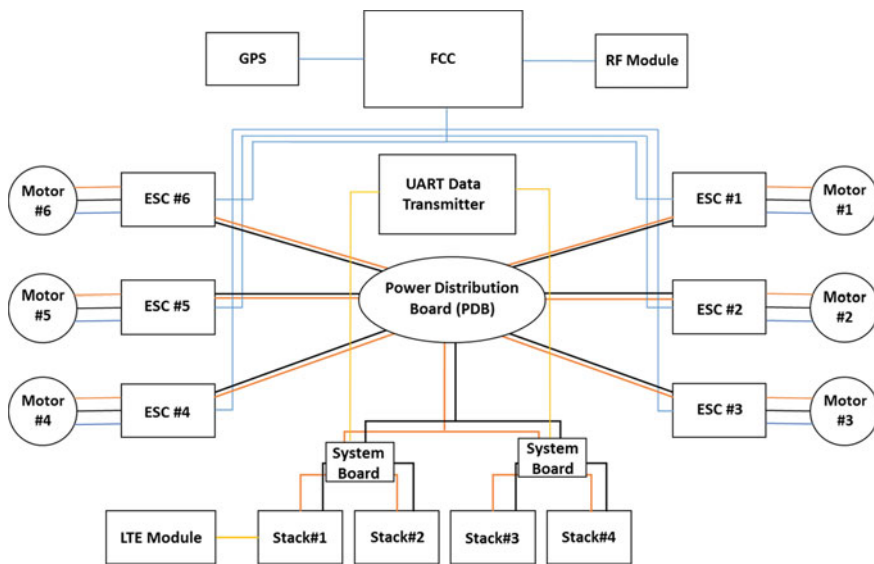 GPS
FCC
RF Module
Motor
#6
ESC #6
UART Data
Transmitter
ESC #1
Motor
#1
Motor
#5
ESC #5
Power Distribution
Board (PDB)
ESC #2
Motor
#2
Motor
#4
ESC #4
ESC #3
Motor
#3
System
Board
System
Board
LTE Module
Stack#1
Stack#2
Stack#3
Stack#4